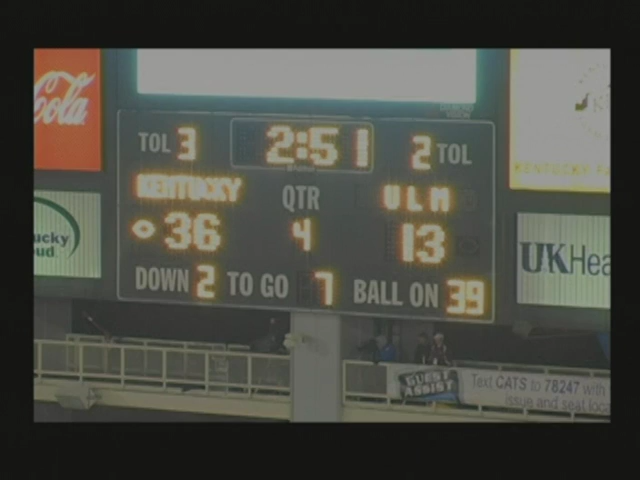 Cola
TOL 3 2:51 2 TOL
KENTUCKY QTR ULM
36 4 13
DOWN 2 TO GO 7 BALL ON 39
UKHea
GUEST
ASSIST
Text CATS to 78247 with
issue and seat loc
KENTUCKY
ucky
ud.